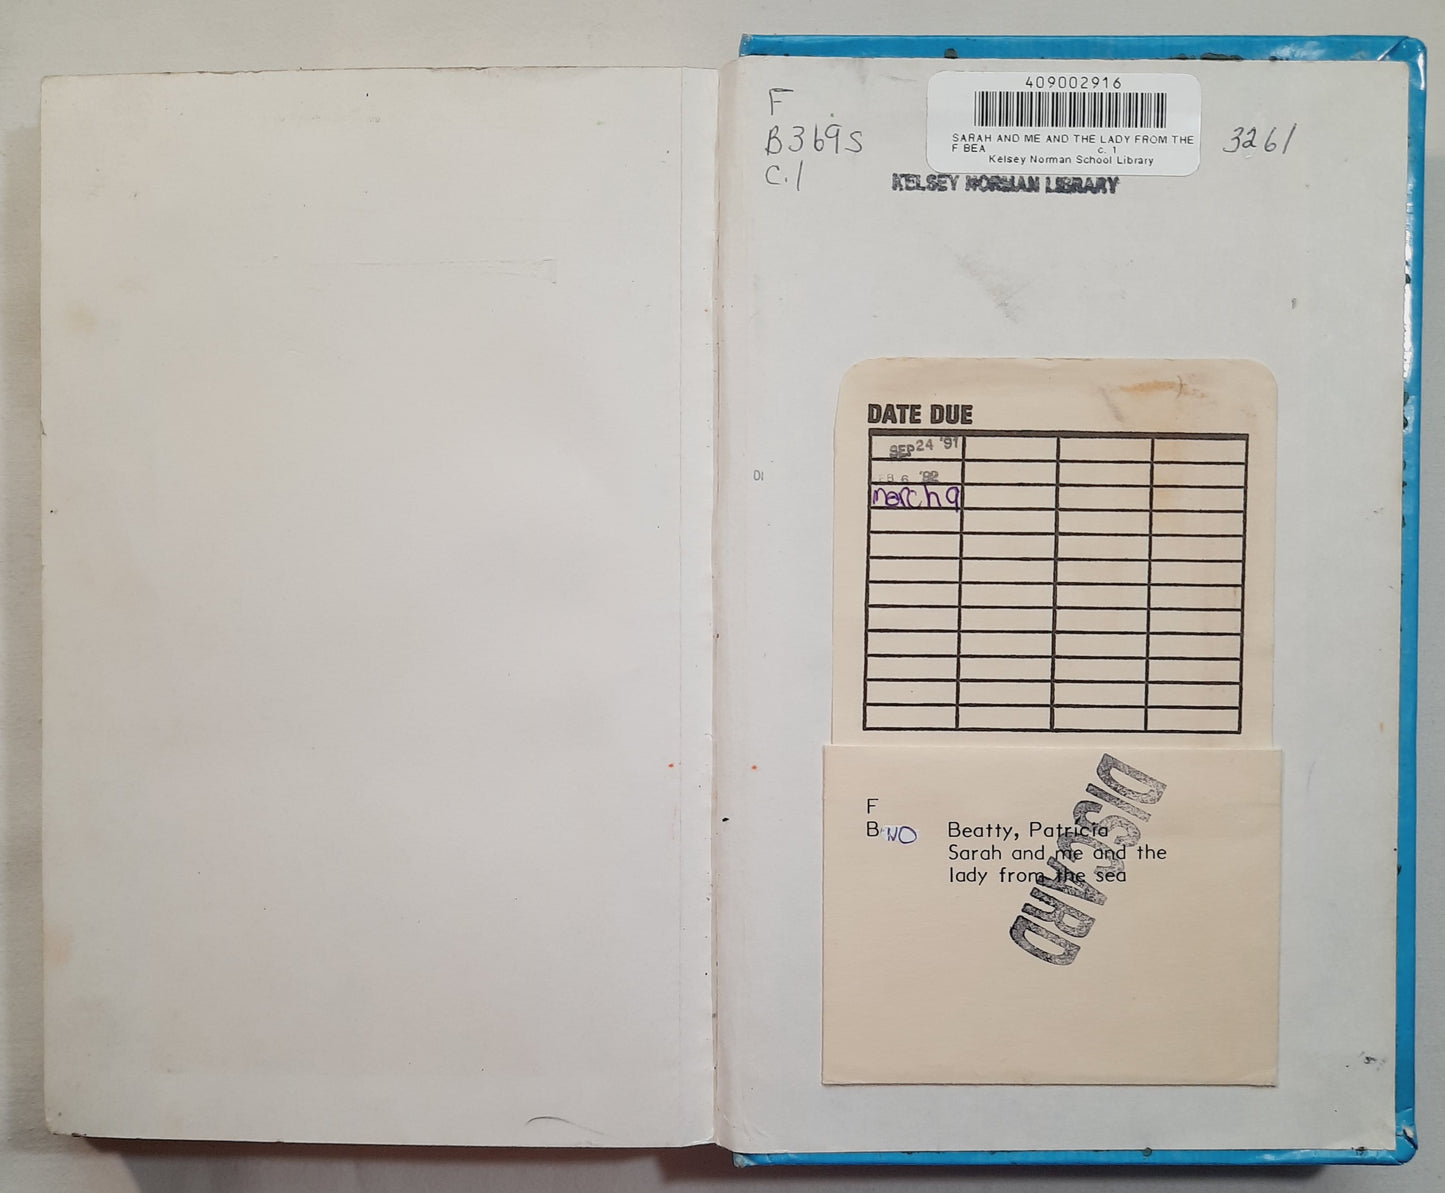 F
B369S
C.1
409002916
SARAH AND ME AND THE LADY FROM THE
F BEA c. 1
Kelsey Norman School Library
3261
KELSEY NORMAN LIBRARY
DATE DUE
SEP 24 '91
6 '92
march 9
F
B NO Beatty, Patricia
Sarah and me and the
lady from the sea
DISCARD